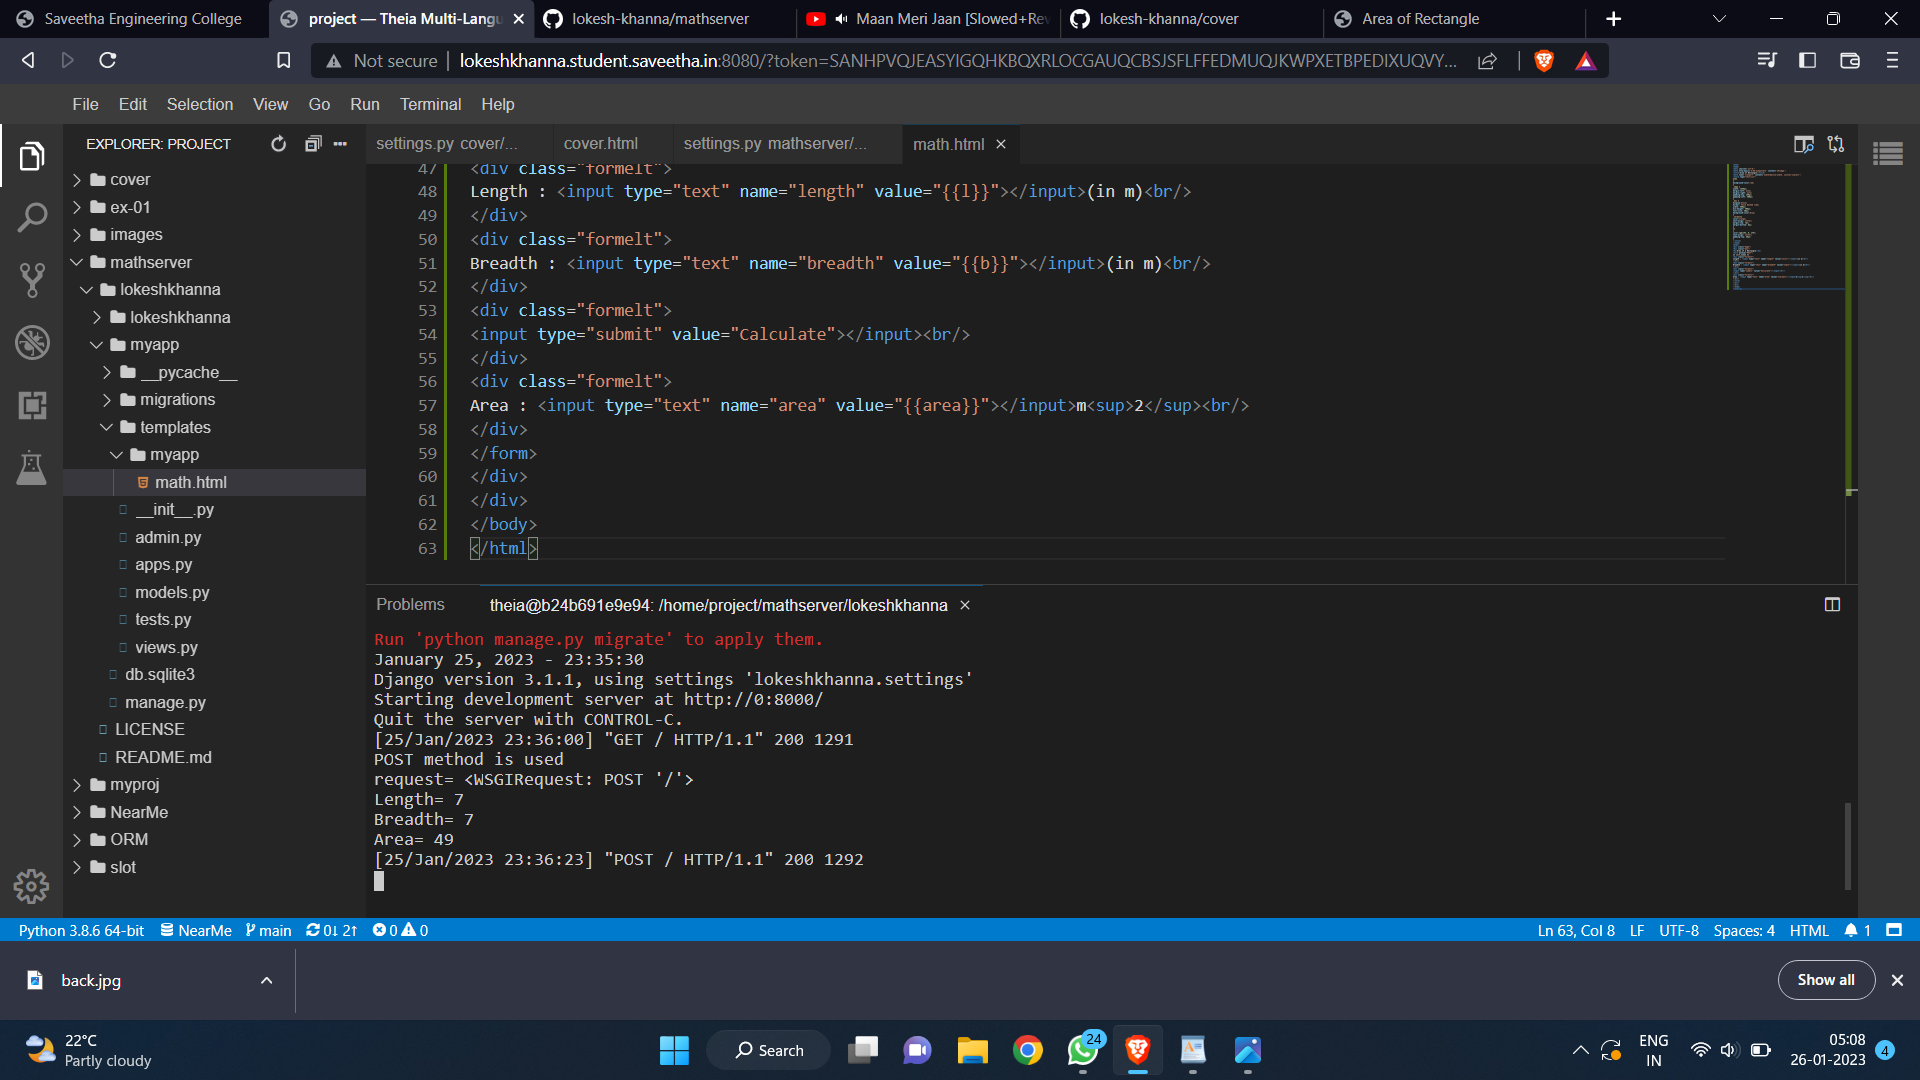 Saveetha Engineering College
project — Theia Multi-Langu
lokesh-khanna/mathserver
Maan Meri Jaan [Slowed+Rev
lokesh-khanna/cover
Area of Rectangle
Not secure
lokeshkhanna.student.saveetha.in:8080/?token=SANHPVQJEASYIGQHKBQXRLOCGAUQCBSJSFLFFEDMUQJKWPXETBPEDIXUQVY...
File Edit Selection View Go Run Terminal Help
EXPLORER: PROJECT
cover
ex-01
images
mathserver
lokeshkhanna
lokeshkhanna
myapp
__pycache__
migrations
templates
myapp
math.html
__init__.py
admin.py
apps.py
models.py
tests.py
views.py
db.sqlite3
manage.py
LICENSE
README.md
myproj
NearMe
ORM
slot
settings.py cover/...
cover.html
settings.py mathserver/...
math.html
47 <div class="formelt">
48 Length : <input type="text" name="length" value="{{l}}"></input>(in m)<br/>
49 </div>
50 <div class="formelt">
51 Breadth : <input type="text" name="breadth" value="{{b}}"></input>(in m)<br/>
52 </div>
53 <div class="formelt">
54 <input type="submit" value="Calculate"></input><br/>
55 </div>
56 <div class="formelt">
57 Area : <input type="text" name="area" value="{{area}}"></input>m<sup>2</sup><br/>
58 </div>
59 </form>
60 </div>
61 </div>
62 </body>
63 </html>
Problems
theia@b24b691e9e94: /home/project/mathserver/lokeshkhanna
Run 'python manage.py migrate' to apply them.
January 25, 2023 - 23:35:30
Django version 3.1.1, using settings 'lokeshkhanna.settings'
Starting development server at http://0:8000/
Quit the server with CONTROL-C.
[25/Jan/2023 23:36:00] "GET / HTTP/1.1" 200 1291
POST method is used
request= <WSGIRequest: POST '/'>
Length= 7
Breadth= 7
Area= 49
[25/Jan/2023 23:36:23] "POST / HTTP/1.1" 200 1292
Python 3.8.6 64-bit NearMe main 0↓ 2↑ 0 0
Ln 63, Col 8 LF UTF-8 Spaces: 4 HTML 1
back.jpg
Show all
22°C
Partly cloudy
Search
24
ENG
IN
05:08
26-01-2023
4